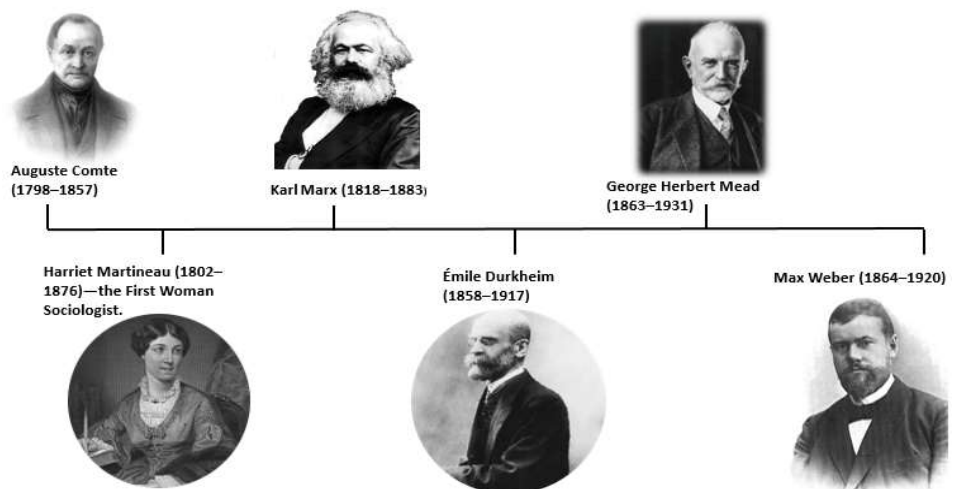 Auguste Comte
(1798–1857)
Karl Marx (1818–1883)
George Herbert Mead
(1863–1931)
Harriet Martineau (1802–
1876)—the First Woman
Sociologist.
Émile Durkheim
(1858–1917)
Max Weber (1864–1920)